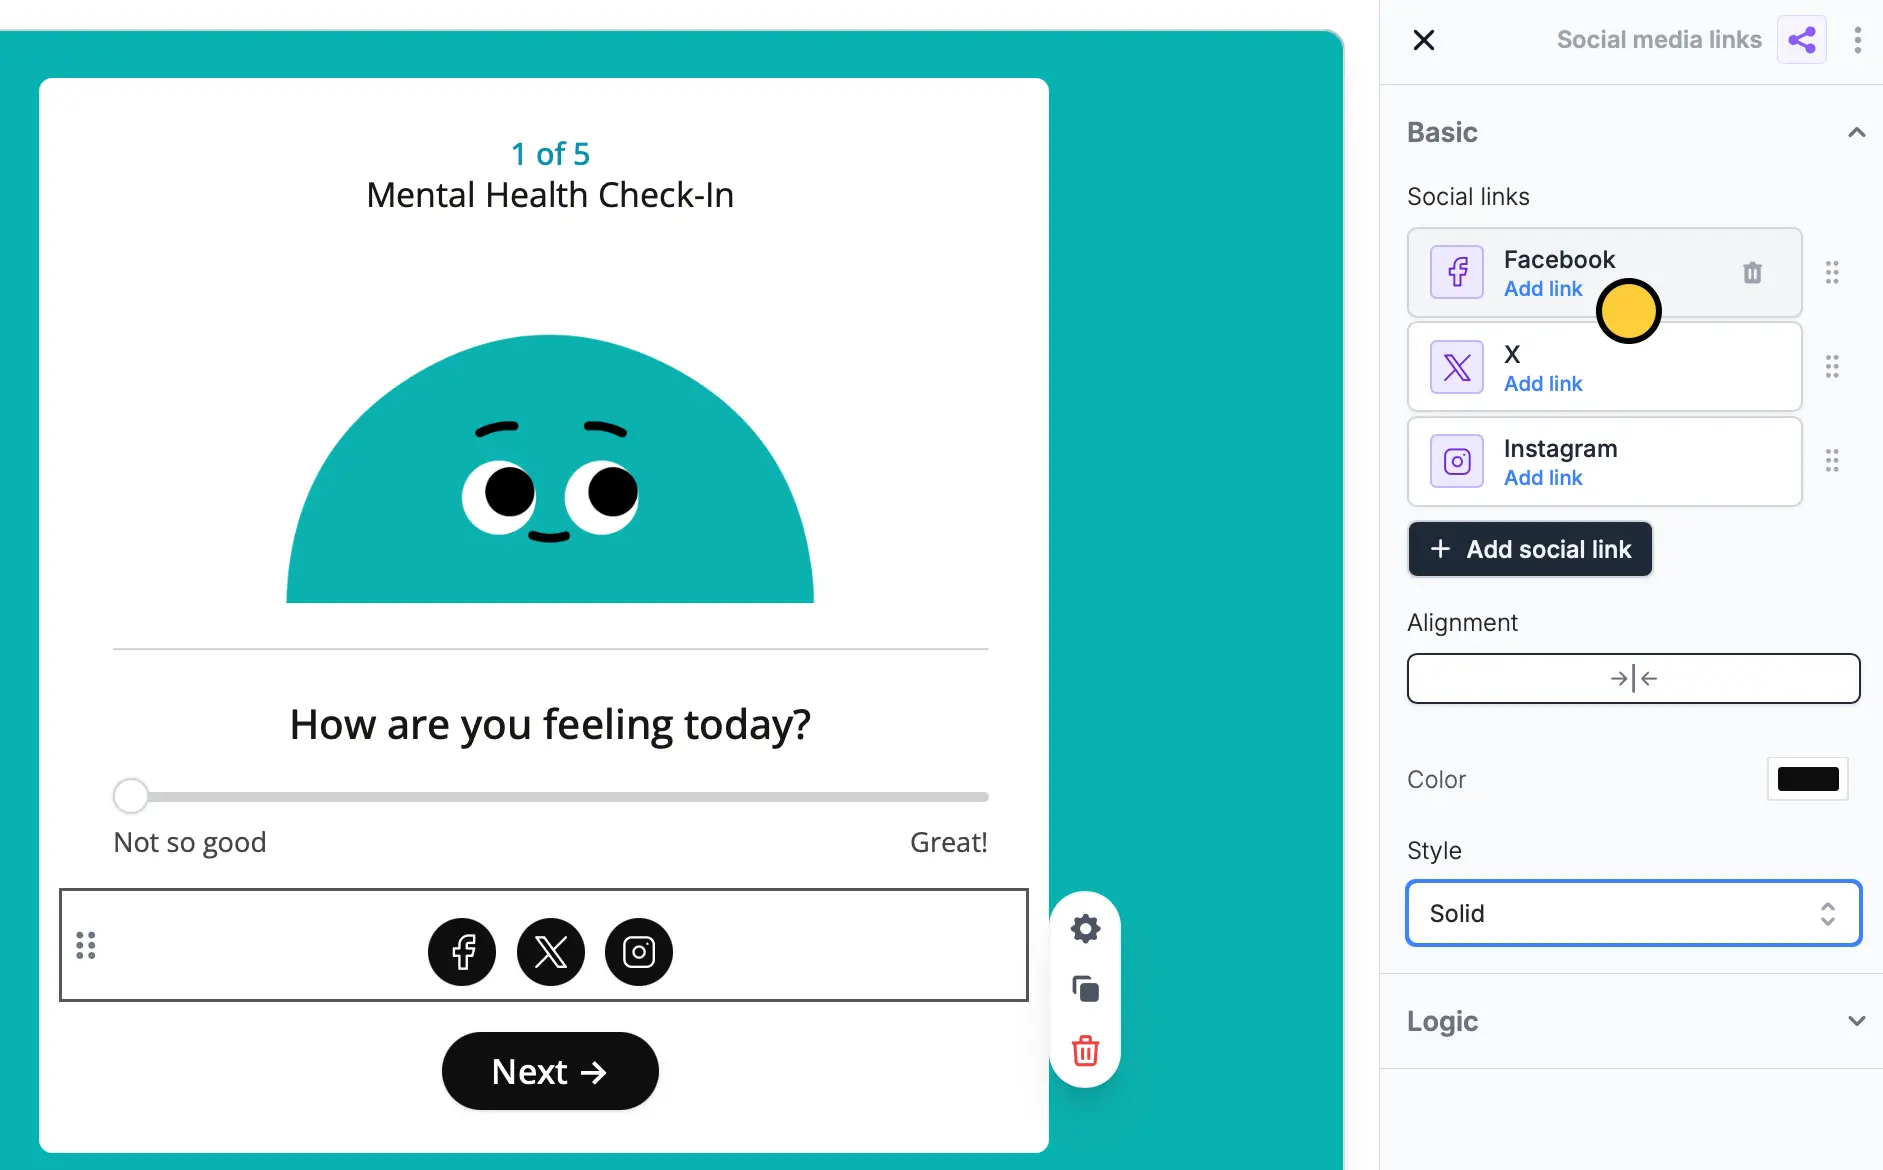 1 of 5
Mental Health Check-In
How are you feeling today?
Not so good
Great!
Next →
Social media links
Basic
Social links
Facebook
Add link
X
Add link
Instagram
Add link
+ Add social link
Alignment
Color
Style
Solid
Logic